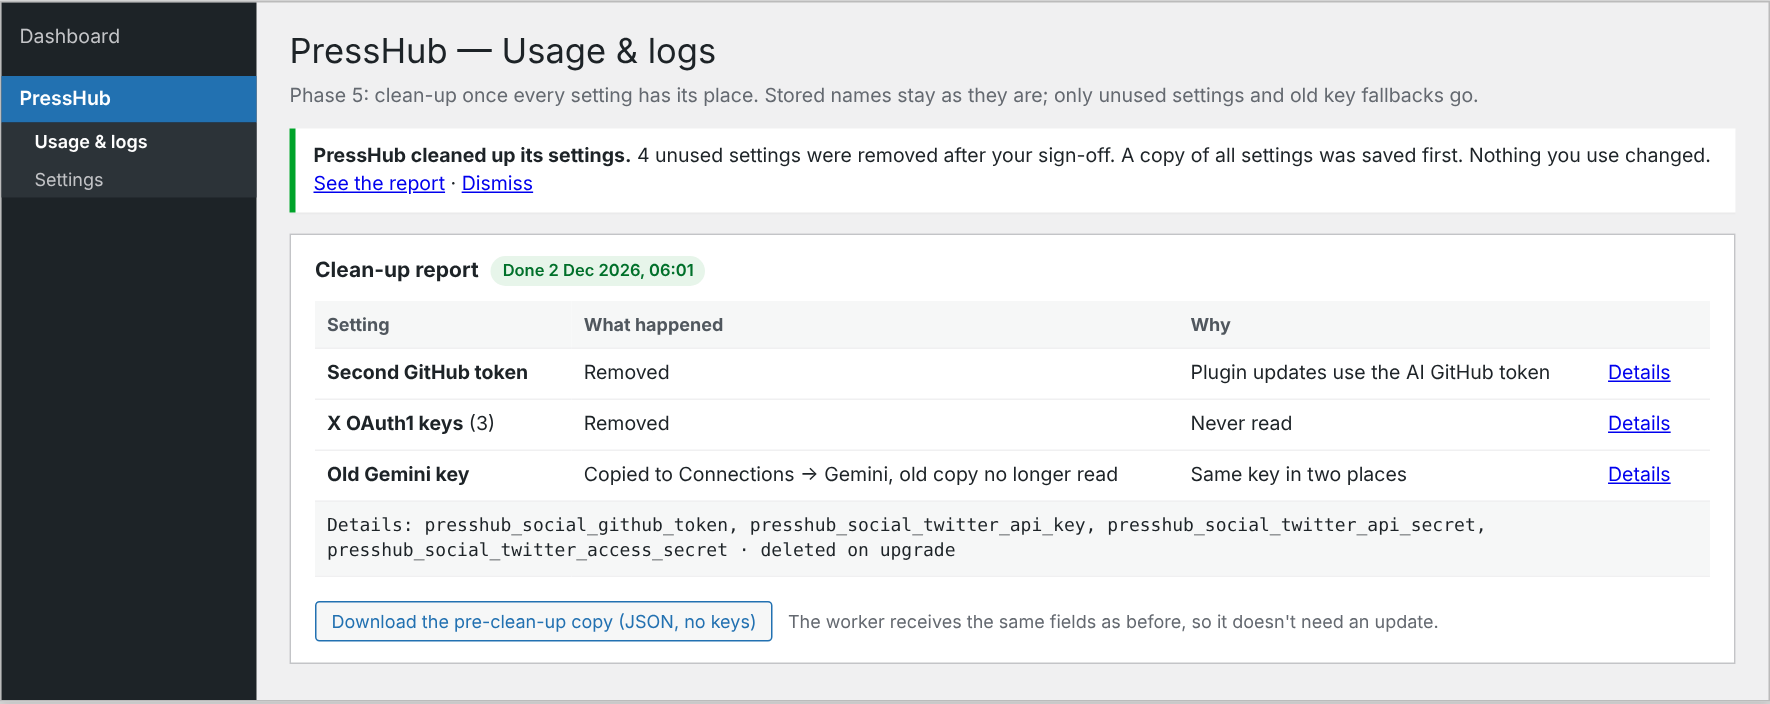 Dashboard
PressHub
Usage & logs
Settings
PressHub — Usage & logs
Phase 5: clean-up once every setting has its place. Stored names stay as they are; only unused settings and old key fallbacks go.
PressHub cleaned up its settings. 4 unused settings were removed after your sign-off. A copy of all settings was saved first. Nothing you use changed.
See the report · Dismiss
Clean-up report Done 2 Dec 2026, 06:01
Setting What happened Why
Second GitHub token Removed Plugin updates use the AI GitHub token Details
X OAuth1 keys (3) Removed Never read Details
Old Gemini key Copied to Connections → Gemini, old copy no longer read Same key in two places Details
Details: presshub_social_github_token, presshub_social_twitter_api_key, presshub_social_twitter_api_secret,
presshub_social_twitter_access_secret · deleted on upgrade
Download the pre-clean-up copy (JSON, no keys) The worker receives the same fields as before, so it doesn't need an update.